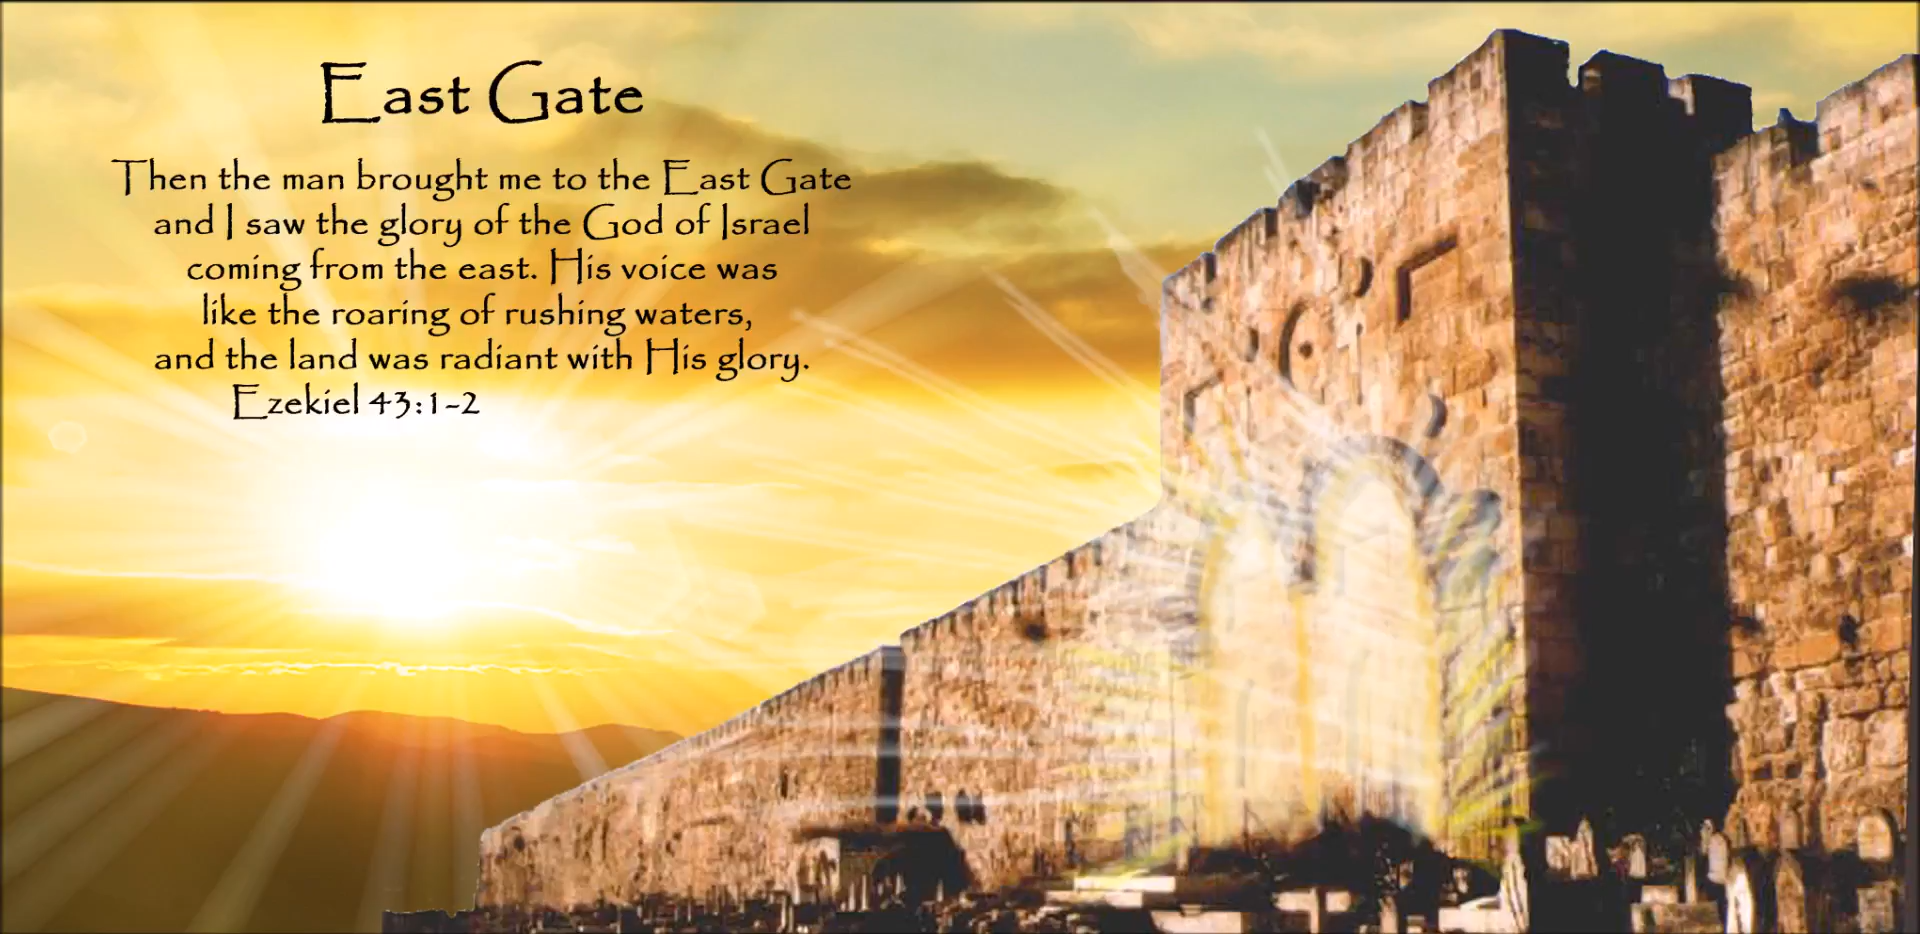 East Gate
Then the man brought me to the East Gate
and I saw the glory of the God of Israel
coming from the east. His voice was
like the roaring of rushing waters,
and the land was radiant with His glory.
Ezekiel 43:1-2